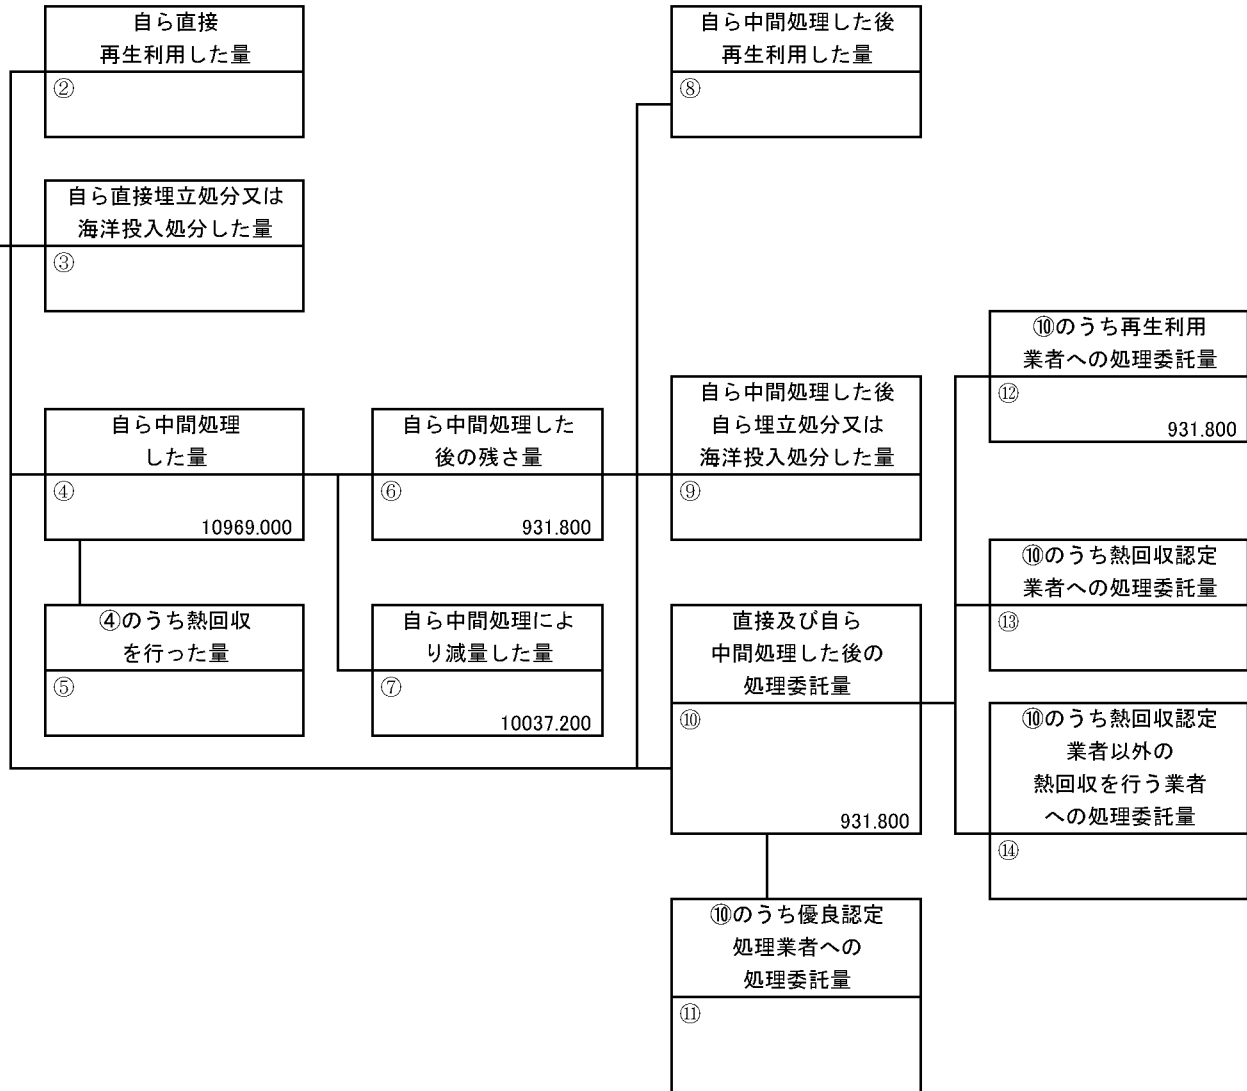 自ら直接
再生利用した量
②
自ら直接埋立処分又は
海洋投入処分した量
③
自ら中間処理
した量
④
10969.000
④のうち熱回収
を行った量
⑤
自ら中間処理した
後の残さ量
⑥
931.800
自ら中間処理によ
り減量した量
⑦
10037.200
自ら中間処理した後
再生利用した量
⑧
自ら中間処理した後
自ら埋立処分又は
海洋投入処分した量
⑨
直接及び自ら
中間処理した後の
処理委託量
⑩
931.800
⑩のうち優良認定
処理業者への
処理委託量
⑪
⑩のうち再生利用
業者への処理委託量
⑫
931.800
⑩のうち熱回収認定
業者への処理委託量
⑬
⑩のうち熱回収認定
業者以外の
熱回収を行う業者
への処理委託量
⑭